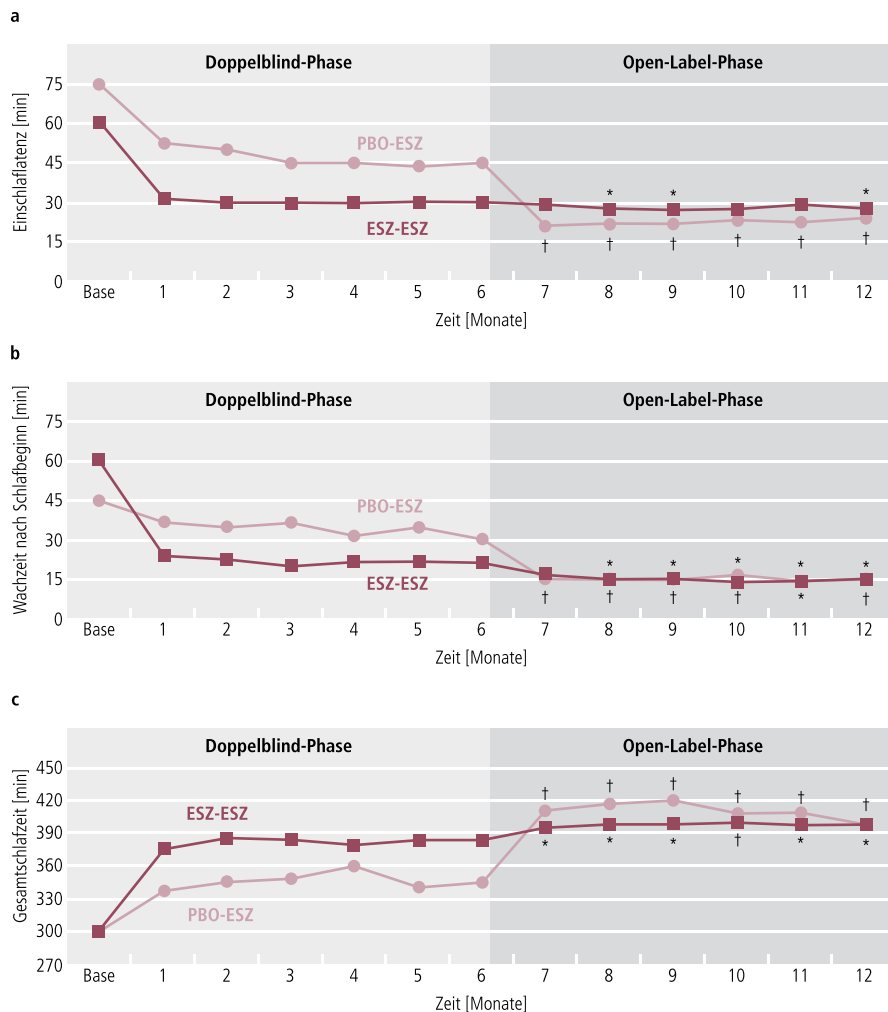 a
Doppelblind-Phase Open-Label-Phase
Einschlaflatenz [min]
75
60
45
30
15
0
PBO-ESZ
ESZ-ESZ
* * *
† † † † † †
Base 1 2 3 4 5 6 7 8 9 10 11 12
Zeit [Monate]
b
Doppelblind-Phase Open-Label-Phase
Wachzeit nach Schlafbeginn [min]
75
60
45
30
15
0
PBO-ESZ
ESZ-ESZ
* * * * *
† † † † * †
Base 1 2 3 4 5 6 7 8 9 10 11 12
Zeit [Monate]
c
Doppelblind-Phase Open-Label-Phase
Gesamtschlafzeit [min]
450
420
390
360
330
300
270
ESZ-ESZ
PBO-ESZ
† † † † † †
* * * † * *
Base 1 2 3 4 5 6 7 8 9 10 11 12
Zeit [Monate]